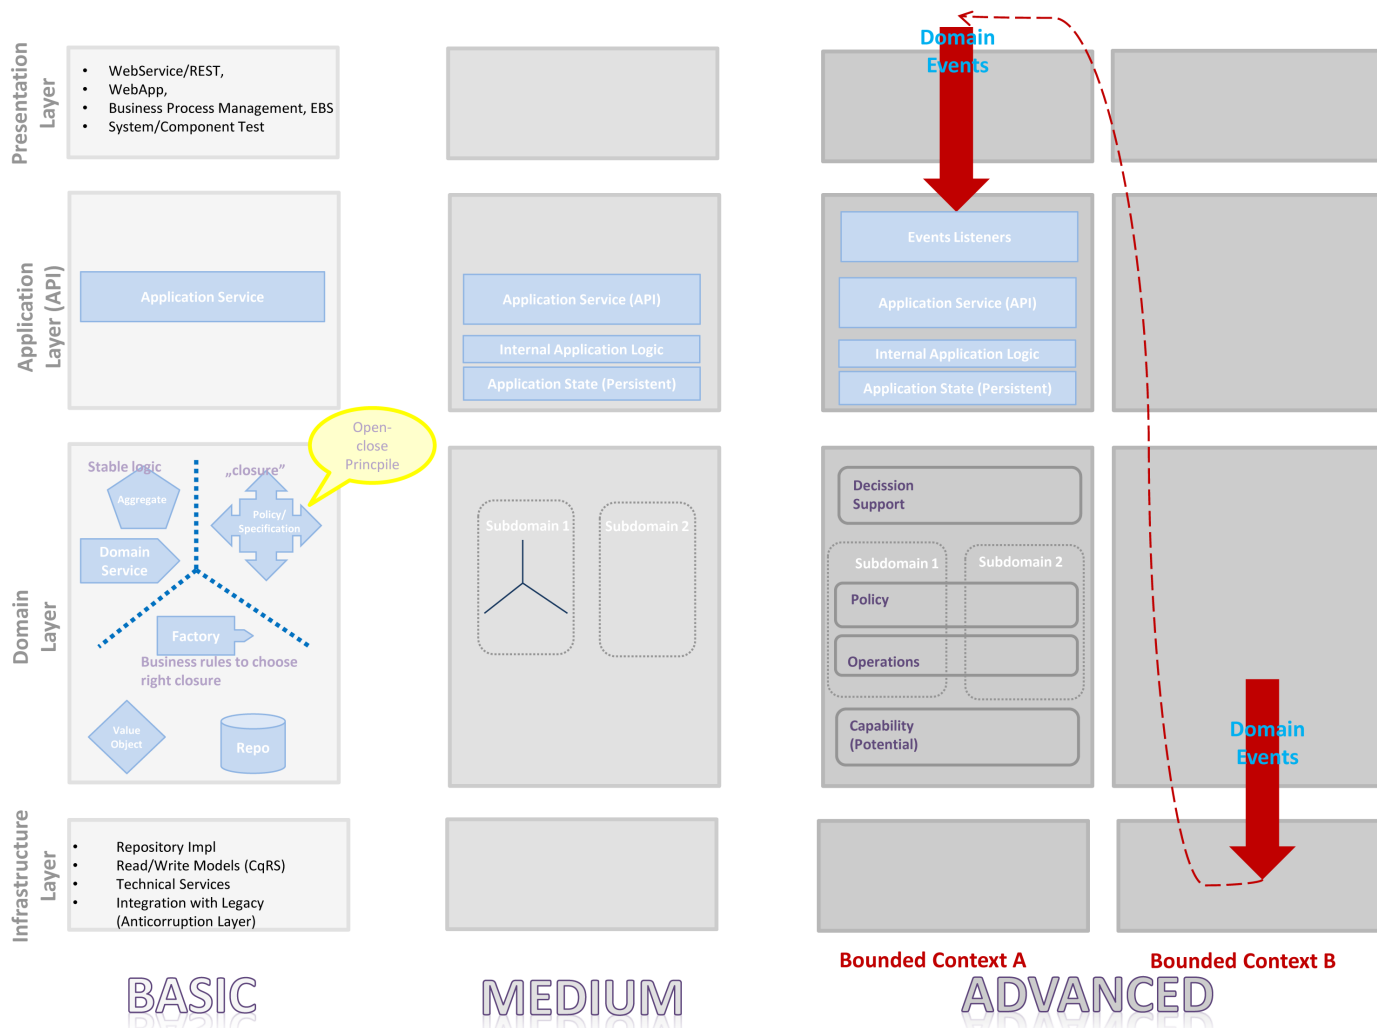 Presentation
Layer
• WebService/REST,
• WebApp,
• Business Process Management, EBS
• System/Component Test
Domain
Events
Application
Layer (API)
Application Service
Application Service (API)
Internal Application Logic
Application State (Persistent)
Events Listeners
Application Service (API)
Internal Application Logic
Application State (Persistent)
Domain
Layer
Stable logic
Aggregate
Domain
Service
„closure”
Policy/
Specification
Open-
close
Princpile
Factory
Business rules to choose
right closure
Value
Object
Repo
Subdomain 1
Subdomain 2
Decission
Support
Subdomain 1
Subdomain 2
Policy
Operations
Capability
(Potential)
Domain
Events
Infrastructure
Layer
• Repository Impl
• Read/Write Models (CqRS)
• Technical Services
• Integration with Legacy
(Anticorruption Layer)
Bounded Context A
Bounded Context B
BASIC
MEDIUM
ADVANCED